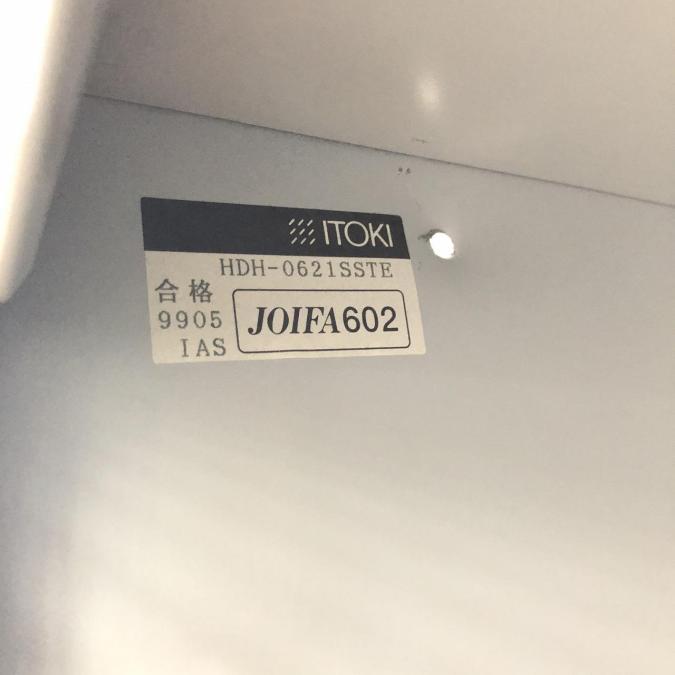 ITOKI
HDH-0621SSTE
合格
9905
IAS
JOIFA602